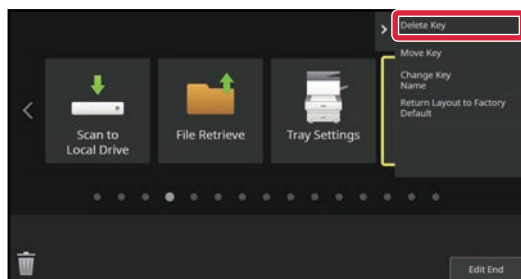 Delete Key
Move Key
Change Key
Name
Return Layout to Factory
Default
Scan to
Local Drive
File Retrieve
Tray Settings
Edit End